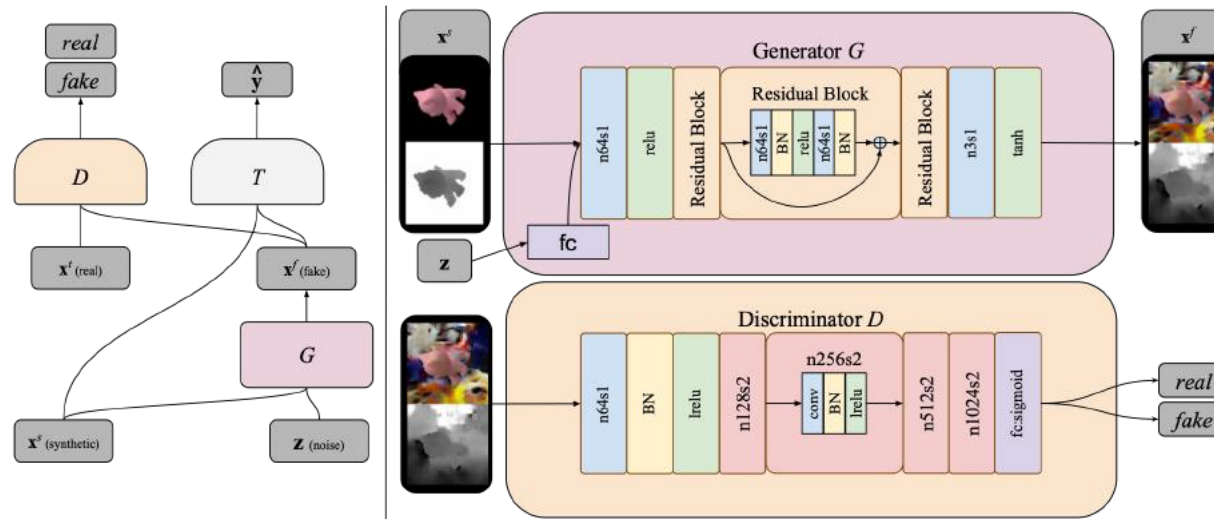 real
fake
ŷ
D
T
x^t (real)
x^f (fake)
G
x^s (synthetic)
z (noise)
x^s
Generator G
x^f
n64s1
relu
Residual Block
Residual Block
n64s1
BN
relu
n64s1
BN
Residual Block
n3s1
tanh
fc
z
Discriminator D
n64s1
BN
lrelu
n128s2
n256s2
conv
BN
lrelu
n512s2
n1024s2
fc:sigmoid
real
fake